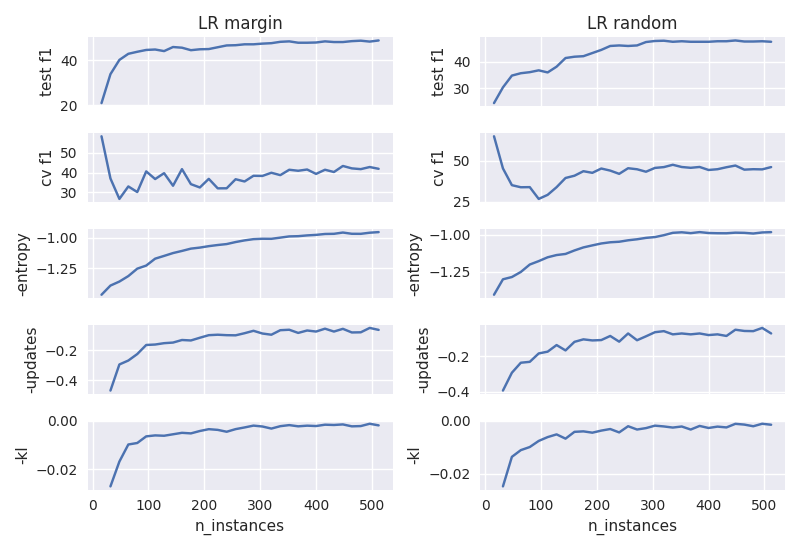 LR margin
test f1
40
20
cv f1
50
40
30
-entropy
−1.00
−1.25
-updates
−0.2
−0.4
-kl
0.00
−0.02
0 100 200 300 400 500
n_instances
LR random
test f1
40
30
cv f1
50
25
-entropy
−1.00
−1.25
-updates
−0.2
−0.4
-kl
0.00
−0.02
0 100 200 300 400 500
n_instances